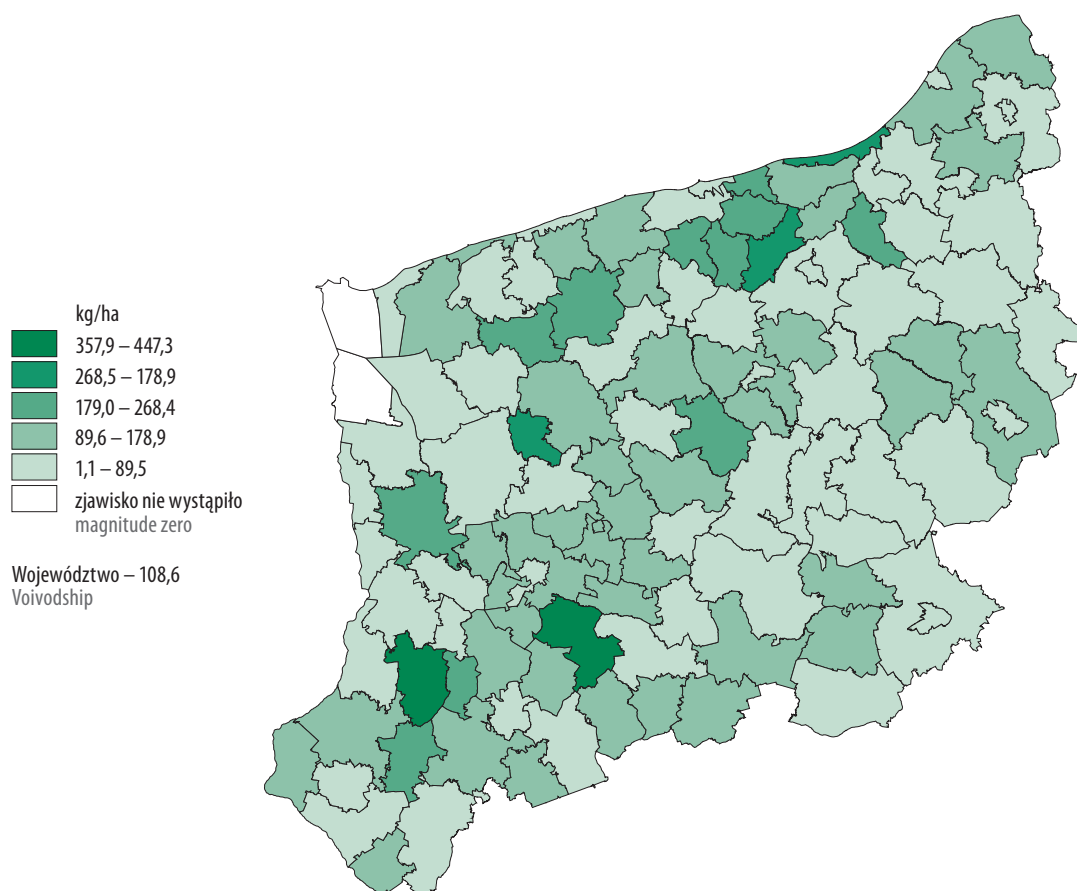 kg/ha
357,9 – 447,3
268,5 – 178,9
179,0 – 268,4
89,6 – 178,9
1,1 – 89,5
zjawisko nie wystąpiło
magnitude zero
Województwo – 108,6
Voivodship